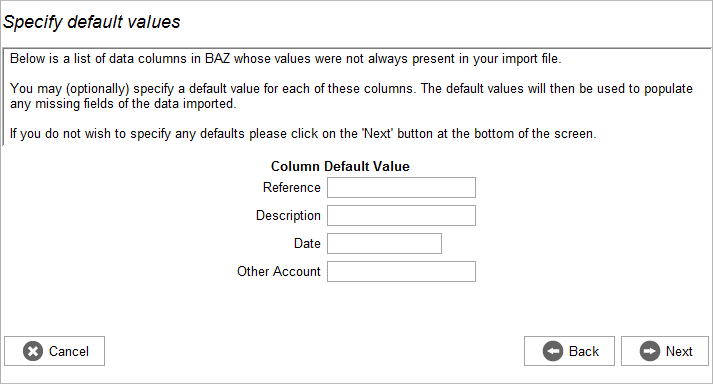 Specify default values
Below is a list of data columns in BAZ whose values were not always present in your import file.
You may (optionally) specify a default value for each of these columns. The default values will then be used to populate
any missing fields of the data imported.
If you do not wish to specify any defaults please click on the 'Next' button at the bottom of the screen.
Column Default Value
Reference
Description
Date
Other Account
Cancel Back Next